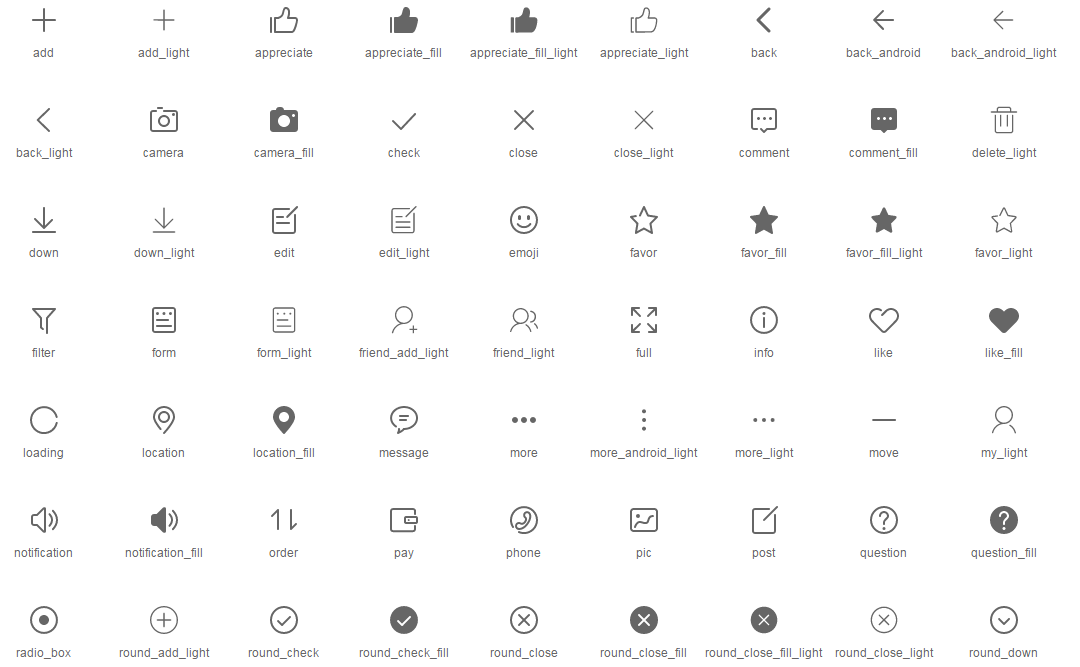 add add_light appreciate appreciate_fill appreciate_fill_light appreciate_light back back_android back_android_light
back_light camera camera_fill check close close_light comment comment_fill delete_light
down down_light edit edit_light emoji favor favor_fill favor_fill_light favor_light
filter form form_light friend_add_light friend_light full info like like_fill
loading location location_fill message more more_android_light more_light move my_light
notification notification_fill order pay phone pic post question question_fill
radio_box round_add_light round_check round_check_fill round_close round_close_fill round_close_fill_light round_close_light round_down